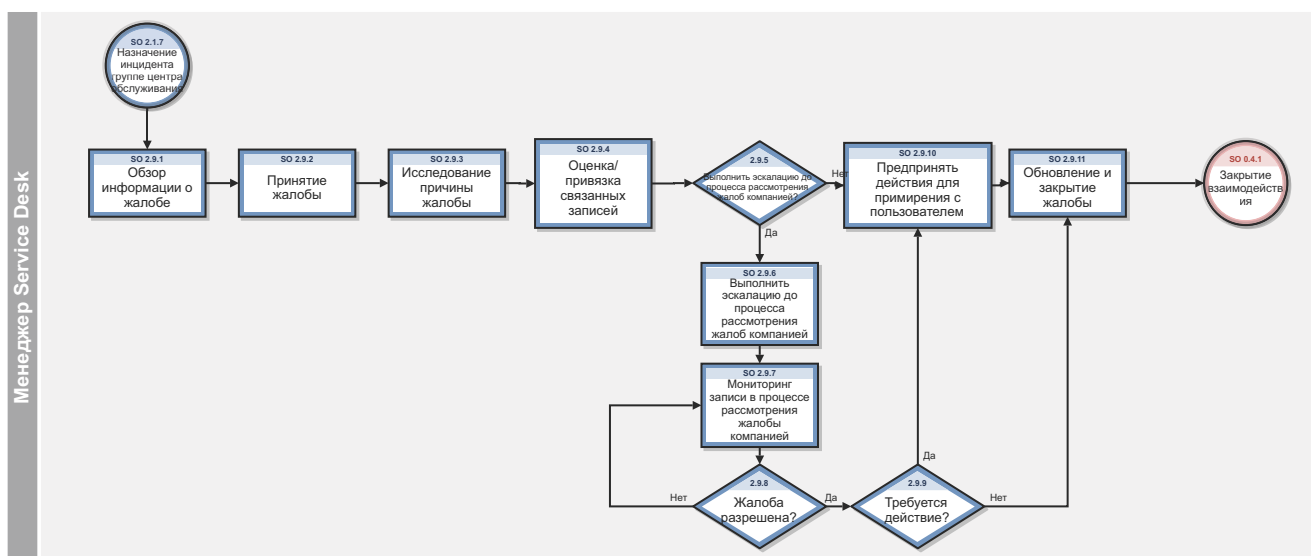 Менеджер Service Desk
SO 2.1.7
Назначение
инцидента
группе центра
обслуживания
SO 2.9.1
Обзор
информации о
жалобе
SO 2.9.2
Принятие
жалобы
SO 2.9.3
Исследование
причины
жалобы
SO 2.9.4
Оценка/
привязка
связанных
записей
2.9.5
Выполнить эскалацию до
процесса рассмотрения
жалоб компанией?
Нет
Да
SO 2.9.10
Предпринять
действия для
примирения с
пользователем
SO 2.9.11
Обновление и
закрытие
жалобы
SO 0.4.1
Закрытие
взаимодейств
ия
SO 2.9.6
Выполнить
эскалацию до
процесса
рассмотрения
жалоб компанией
SO 2.9.7
Мониторинг
записи в процессе
рассмотрения
жалобы
компанией
2.9.8
Жалоба
разрешена?
Нет
Да
2.9.9
Требуется
действие?
Да
Нет